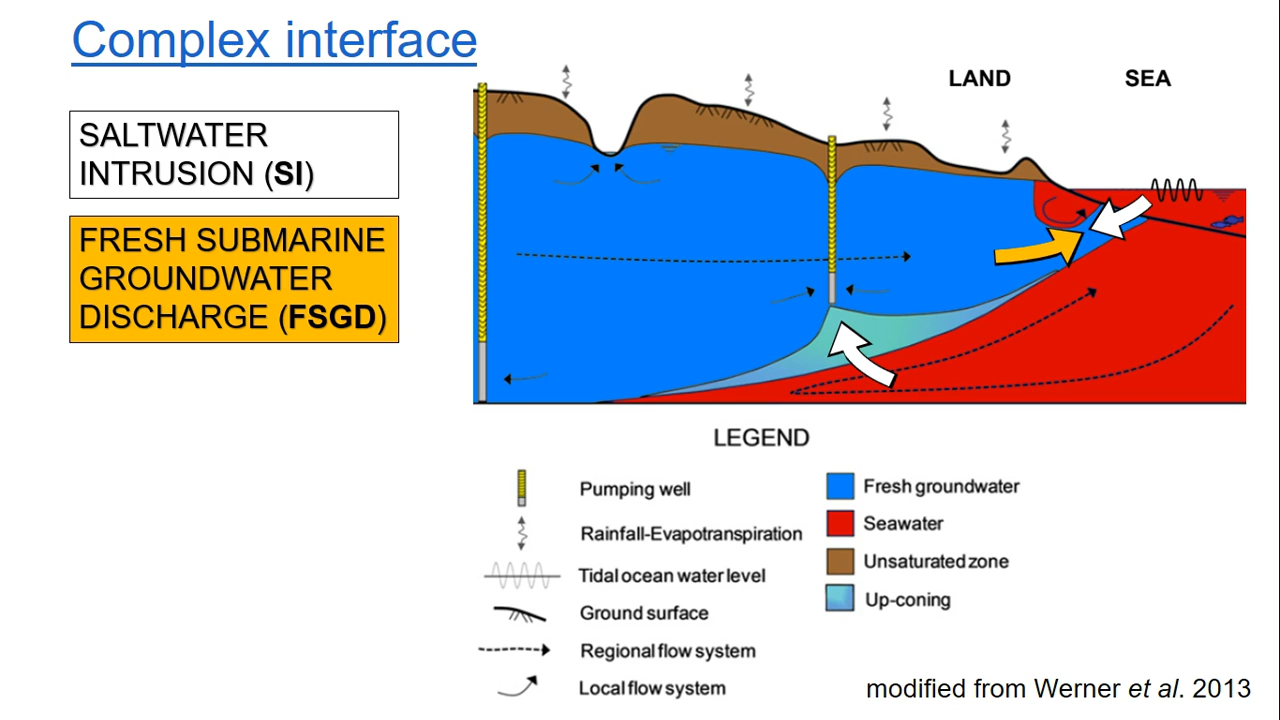 Complex interface
SALTWATER
INTRUSION (SI)
FRESH SUBMARINE
GROUNDWATER
DISCHARGE (FSGD)
LAND
SEA
LEGEND
Pumping well
Rainfall-Evapotranspiration
Tidal ocean water level
Ground surface
Regional flow system
Local flow system
Fresh groundwater
Seawater
Unsaturated zone
Up-coning
modified from Werner et al. 2013